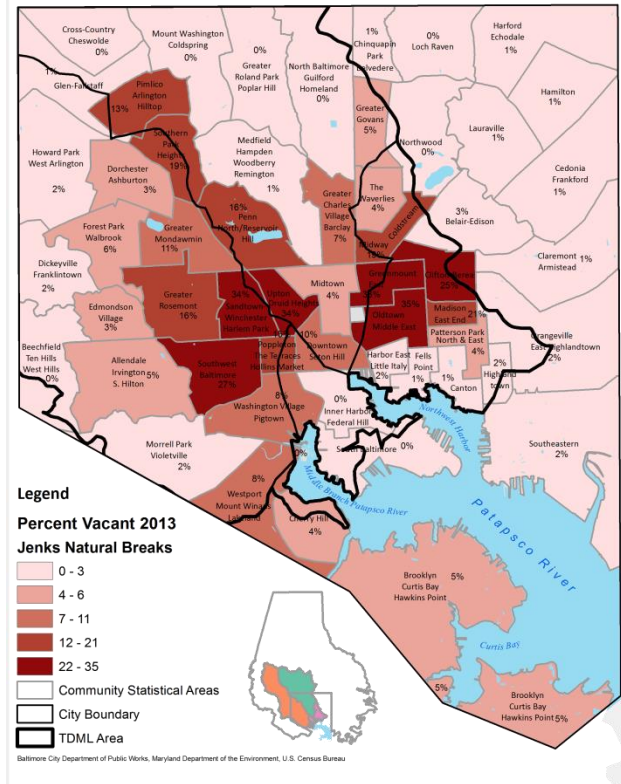 Cross-Country
Cheswolde
0%
Mount Washington
Coldspring
0%
0%
Greater
Roland Park
Poplar Hill
North Baltimore
Guilford
Homeland
0%
1%
Chinquapin
Park
Belvedere
0%
Loch Raven
Harford
Echodale
1%
1%
Glen-Fallstaff
Pimlico
Arlington
Hilltop
13%
Hamilton
1%
Greater
Govans
5%
Lauraville
1%
Northwood
0%
Southern
Park
Heights
19%
Howard Park
West Arlington
2%
Dorchester
Ashburton
3%
Medfield
Hampden
Woodberry
Remington
1%
Cedonia
Frankford
1%
The
Waverlies
4%
Greater
Charles
Village
Barclay
7%
16%
Penn
North/Reservoir
Hill
Coldstream
3%
Belair-Edison
Forest Park
Walbrook
6%
Greater
Mondawmin
11%
Midway
12%
Claremont
Armistead
1%
Dickeyville
Franklintown
2%
Greenmount
East
Clifton-Berea
25%
Midtown
4%
Greater
Rosemont
16%
34%
Sandtown
Winchester
Harlem Park
Upton
Druid Heights
34%
35%
Oldtown
Middle East
Madison
East End
21%
Edmondson
Village
3%
Patterson Park
North & East
4%
Orangeville
East Highlandtown
2%
Beechfield
Ten Hills
West Hills
0%
Allendale
Irvington
S. Hilton
5%
Southwest
Baltimore
27%
Poppleton
The Terraces
Hollins Market
10%
Downtown
Seton Hill
Harbor East
Little Italy
2%
Fells
Point
1%
1%
Canton
2%
Highland
town
8%
Washington Village
Pigtown
0%
Inner Harbor
Federal Hill
Northwest Harbor
Morrell Park
Violetville
2%
0%
South Baltimore
0%
Southeastern
2%
Middle Branch Patapsco River
8%
Westport
Mount Winans
Lakeland
Cherry Hill
4%
Patapsco River
Brooklyn
Curtis Bay
Hawkins Point
5%
Curtis Bay
5%
Brooklyn
Curtis Bay
Hawkins Point 5%
Legend
Percent Vacant 2013
Jenks Natural Breaks
0 - 3
4 - 6
7 - 11
12 - 21
22 - 35
Community Statistical Areas
City Boundary
TDML Area
Baltimore City Department of Public Works, Maryland Department of the Environment, U.S. Census Bureau